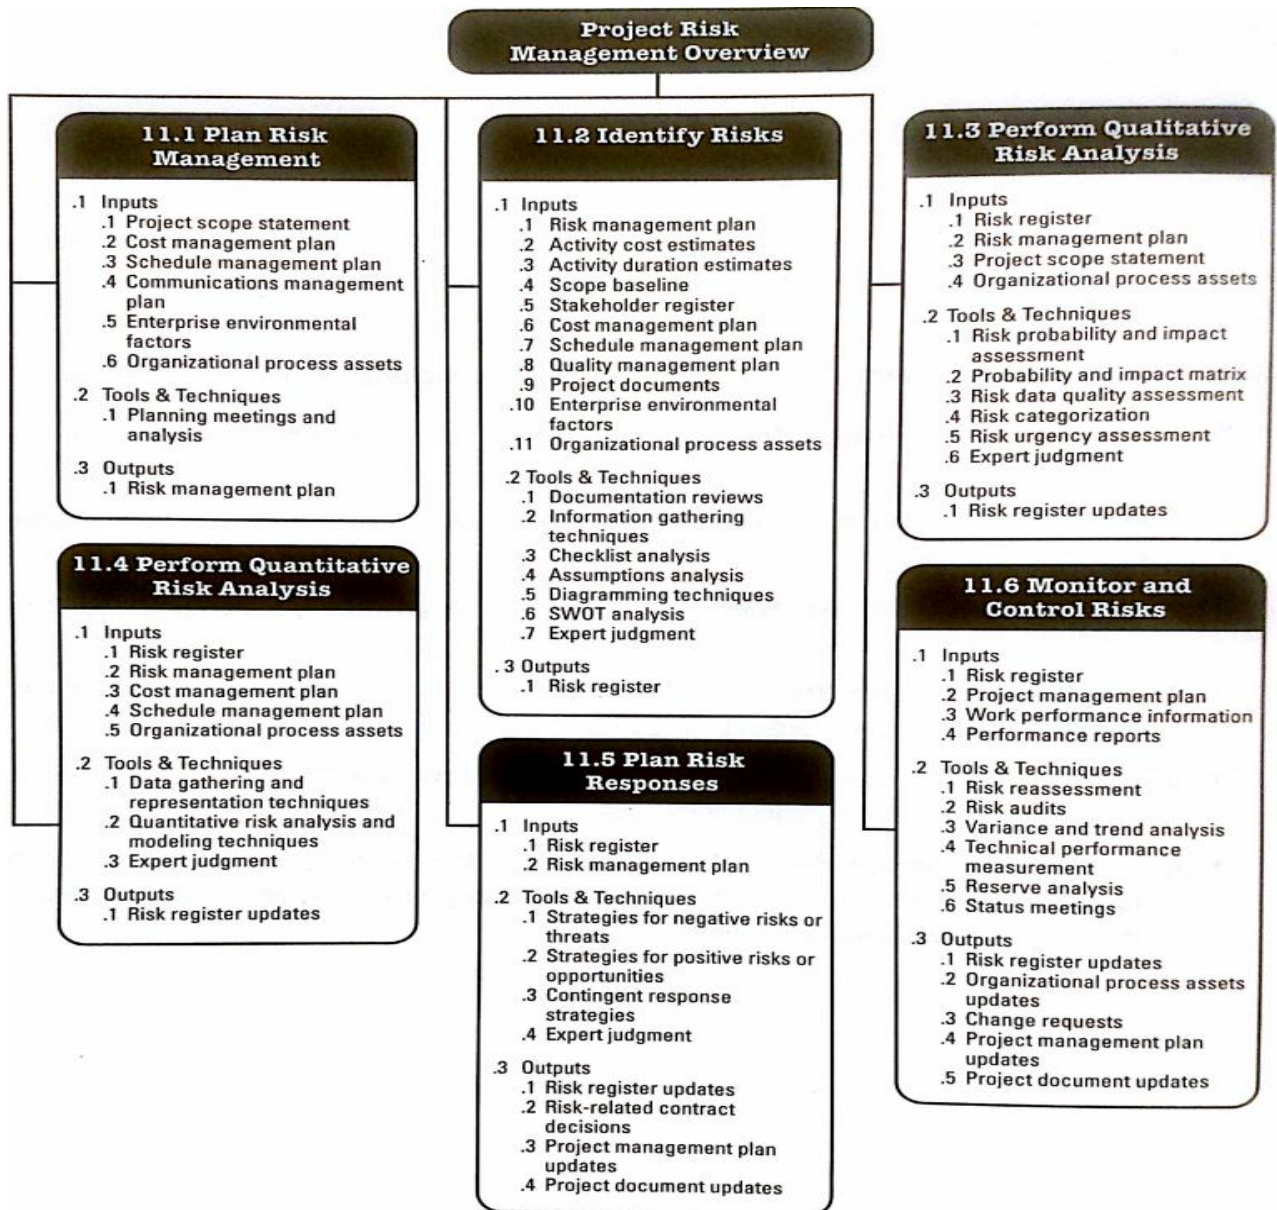 Project Risk
Management Overview
11.1 Plan Risk
Management
.1 Inputs
.1 Project scope statement
.2 Cost management plan
.3 Schedule management plan
.4 Communications management
plan
.5 Enterprise environmental
factors
.6 Organizational process assets
.2 Tools & Techniques
.1 Planning meetings and
analysis
.3 Outputs
.1 Risk management plan
11.2 Identify Risks
.1 Inputs
.1 Risk management plan
.2 Activity cost estimates
.3 Activity duration estimates
.4 Scope baseline
.5 Stakeholder register
.6 Cost management plan
.7 Schedule management plan
.8 Quality management plan
.9 Project documents
.10 Enterprise environmental
factors
.11 Organizational process assets
.2 Tools & Techniques
.1 Documentation reviews
.2 Information gathering
techniques
.3 Checklist analysis
.4 Assumptions analysis
.5 Diagramming techniques
.6 SWOT analysis
.7 Expert judgment
.3 Outputs
.1 Risk register
11.3 Perform Qualitative
Risk Analysis
.1 Inputs
.1 Risk register
.2 Risk management plan
.3 Project scope statement
.4 Organizational process assets
.2 Tools & Techniques
.1 Risk probability and impact
assessment
.2 Probability and impact matrix
.3 Risk data quality assessment
.4 Risk categorization
.5 Risk urgency assessment
.6 Expert judgment
.3 Outputs
.1 Risk register updates
11.4 Perform Quantitative
Risk Analysis
.1 Inputs
.1 Risk register
.2 Risk management plan
.3 Cost management plan
.4 Schedule management plan
.5 Organizational process assets
.2 Tools & Techniques
.1 Data gathering and
representation techniques
.2 Quantitative risk analysis and
modeling techniques
.3 Expert judgment
.3 Outputs
.1 Risk register updates
11.5 Plan Risk
Responses
.1 Inputs
.1 Risk register
.2 Risk management plan
.2 Tools & Techniques
.1 Strategies for negative risks or
threats
.2 Strategies for positive risks or
opportunities
.3 Contingent response
strategies
.4 Expert judgment
.3 Outputs
.1 Risk register updates
.2 Risk-related contract
decisions
.3 Project management plan
updates
.4 Project document updates
11.6 Monitor and
Control Risks
.1 Inputs
.1 Risk register
.2 Project management plan
.3 Work performance information
.4 Performance reports
.2 Tools & Techniques
.1 Risk reassessment
.2 Risk audits
.3 Variance and trend analysis
.4 Technical performance
measurement
.5 Reserve analysis
.6 Status meetings
.3 Outputs
.1 Risk register updates
.2 Organizational process assets
updates
.3 Change requests
.4 Project management plan
updates
.5 Project document updates